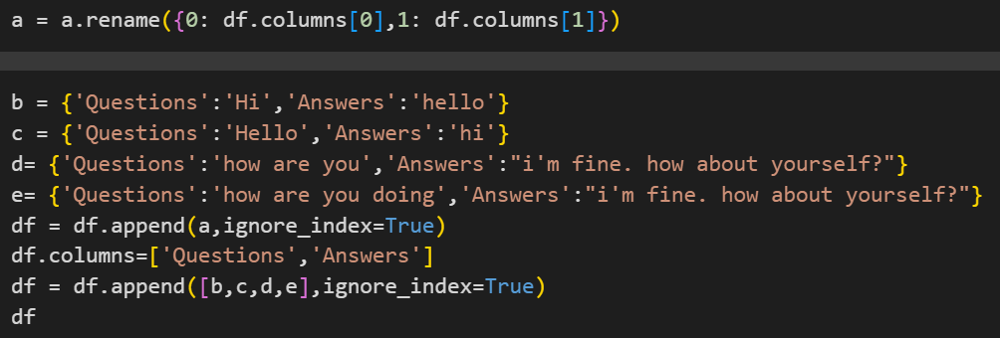 a = a.rename({0: df.columns[0],1: df.columns[1]})
b = {'Questions':'Hi','Answers':'hello'}
c = {'Questions':'Hello','Answers':'hi'}
d= {'Questions':'how are you','Answers':"i'm fine. how about yourself?"}
e= {'Questions':'how are you doing','Answers':"i'm fine. how about yourself?"}
df = df.append(a,ignore_index=True)
df.columns=['Questions','Answers']
df = df.append([b,c,d,e],ignore_index=True)
df